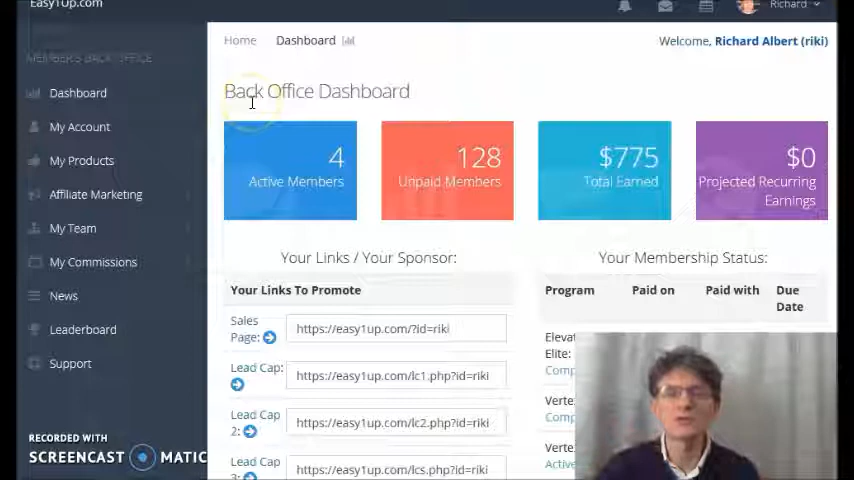 Easy1Up.com
Richard
MEMBERS BACK OFFICE
Home Dashboard
Welcome, Richard Albert (riki)
Dashboard
My Account
My Products
Affiliate Marketing
My Team
My Commissions
News
Leaderboard
Support
Back Office Dashboard
4
Active Members
128
Unpaid Members
$775
Total Earned
$0
Projected Recurring
Earnings
Your Links / Your Sponsor:
Your Links To Promote
Sales
Page:
https://easy1up.com/?id=riki
Lead Cap:
https://easy1up.com/lc1.php?id=riki
Lead Cap
2:
https://easy1up.com/lc2.php?id=riki
Lead Cap
3:
https://easy1up.com/lcs.php?id=riki
Your Membership Status:
Program Paid on Paid with Due
Date
Elite:
RECORDED WITH
SCREENCAST MATIC